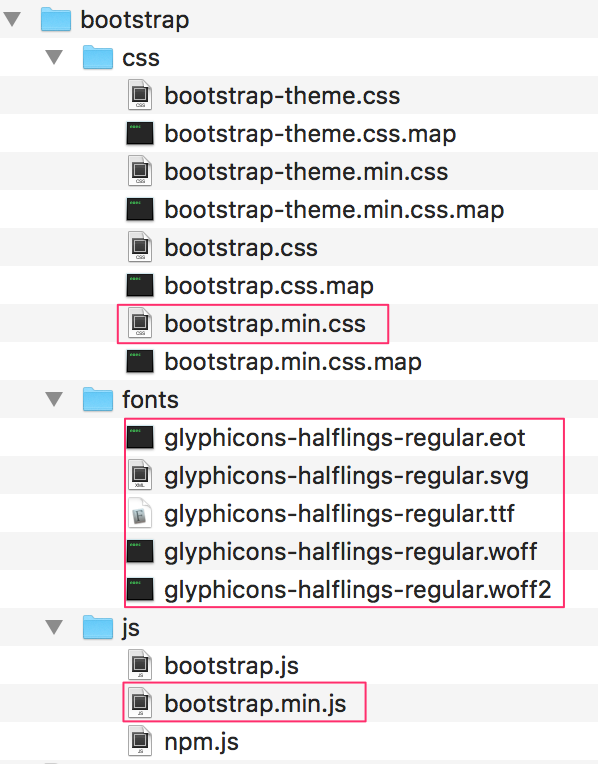 bootstrap
css
bootstrap-theme.css
bootstrap-theme.css.map
bootstrap-theme.min.css
bootstrap-theme.min.css.map
bootstrap.css
bootstrap.css.map
bootstrap.min.css
bootstrap.min.css.map
fonts
glyphicons-halflings-regular.eot
glyphicons-halflings-regular.svg
glyphicons-halflings-regular.ttf
glyphicons-halflings-regular.woff
glyphicons-halflings-regular.woff2
js
bootstrap.js
bootstrap.min.js
npm.js